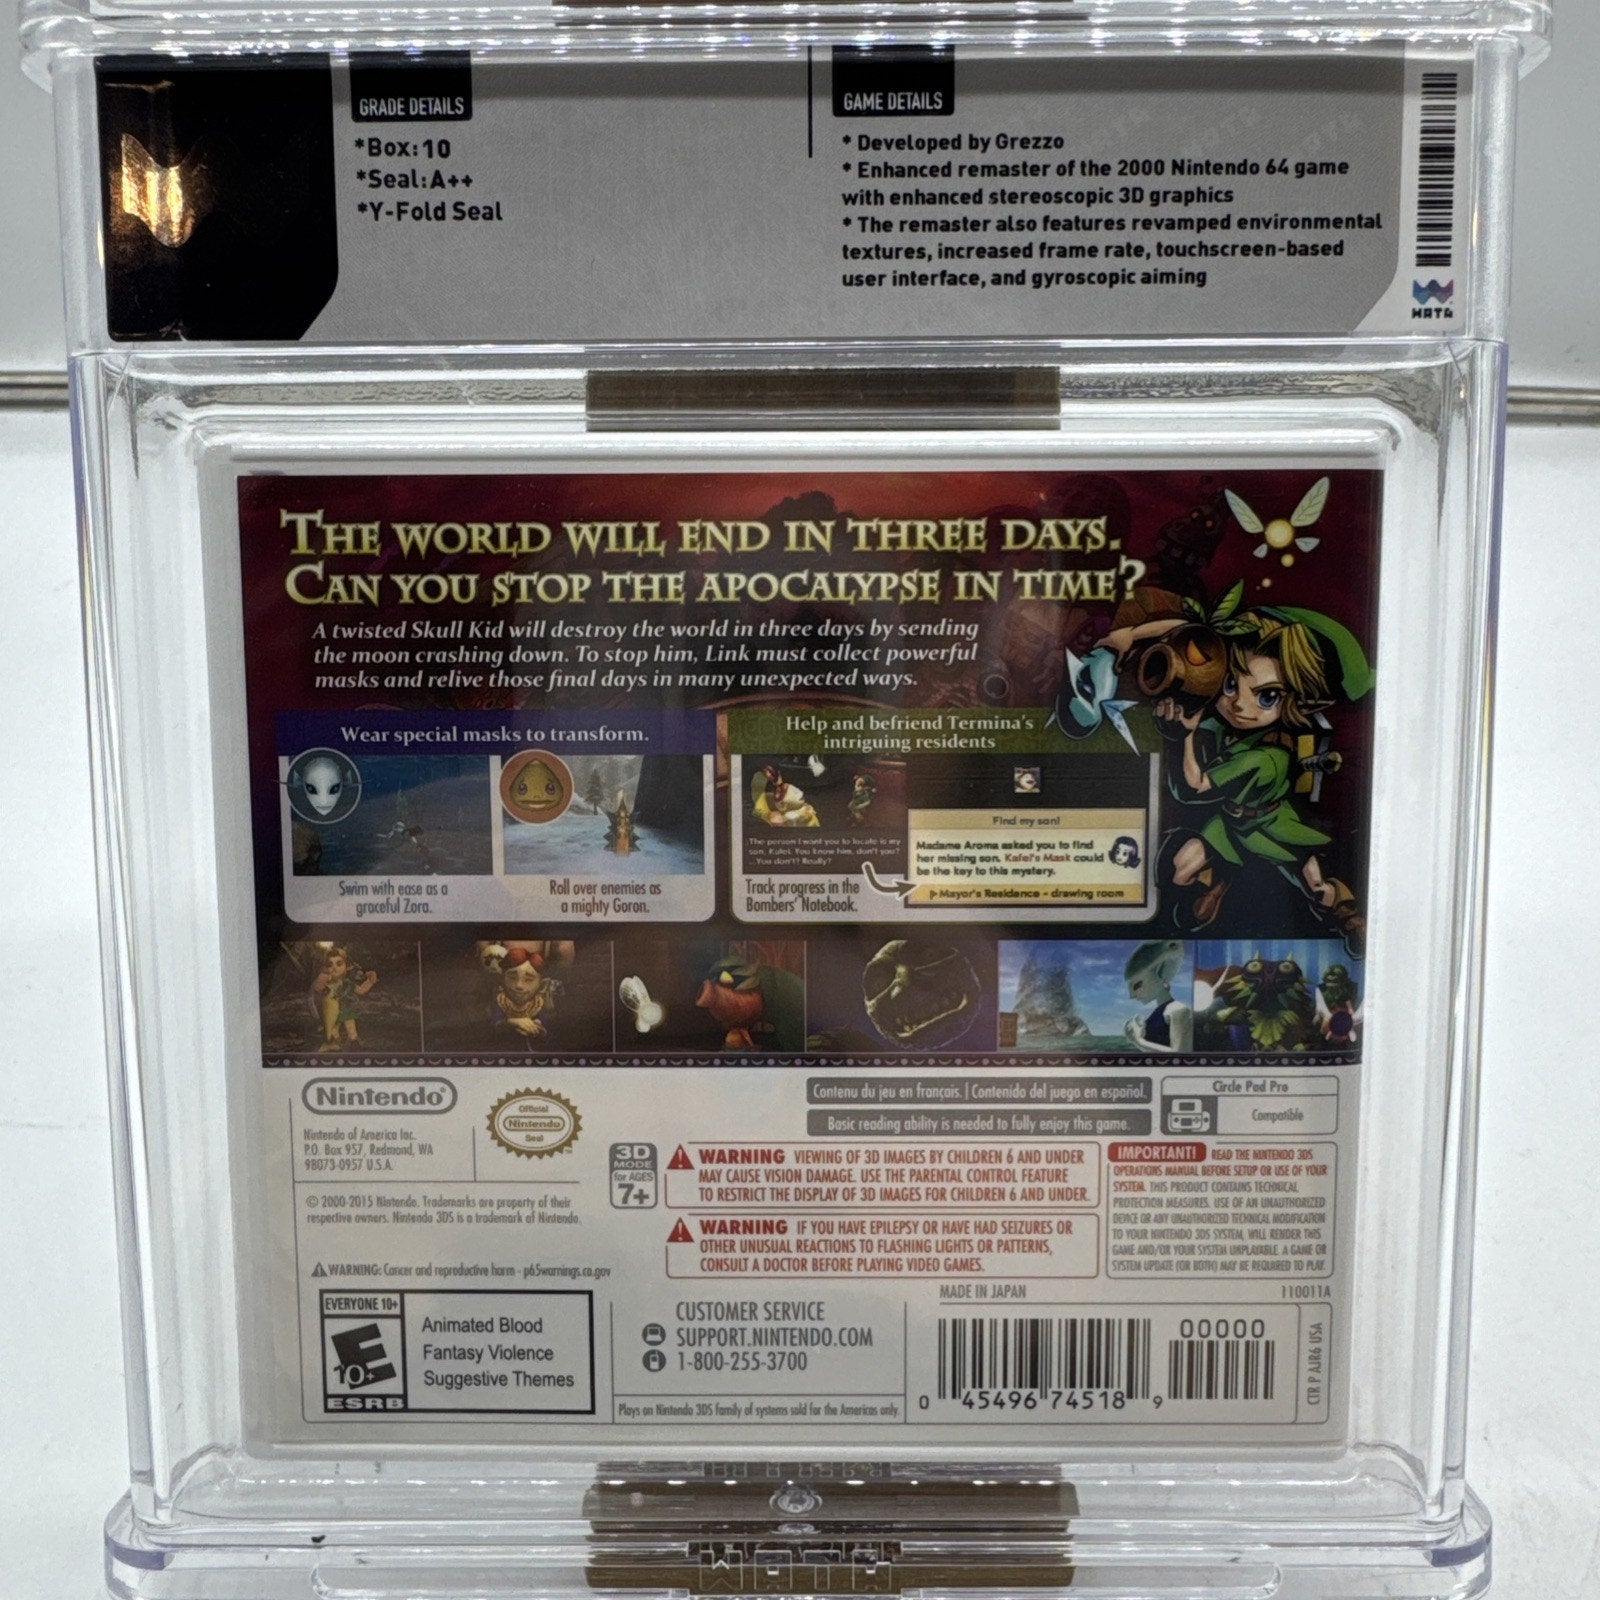 GRADE DETAILS
*Box:10
*Seal:A++
*Y-Fold Seal
GAME DETAILS
* Developed by Grezzo
* Enhanced remaster of the 2000 Nintendo 64 game
with enhanced stereoscopic 3D graphics
* The remaster also features revamped environmental
textures, increased frame rate, touchscreen-based
user interface, and gyroscopic aiming
WATA
THE WORLD WILL END IN THREE DAYS.
CAN YOU STOP THE APOCALYPSE IN TIME?
A twisted Skull Kid will destroy the world in three days by sending
the moon crashing down. To stop him, Link must collect powerful
masks and relive those final days in many unexpected ways.
Wear special masks to transform.
Swim with ease as a
graceful Zora.
Roll over enemies as
a mighty Goron.
Help and befriend Termina's
intriguing residents
The person I want you to locate is my
son, Kafei. You know him, don't you?
...You don't? Really?
Track progress in the
Bombers' Notebook.
Find my son!
Madame Aroma asked you to find
her missing son. Kafei's Mask could
be the key to this mystery.
Mayor's Residence - drawing room
Nintendo®
Nintendo of America Inc.
P.O. Box 957, Redmond, WA
98073-0957 U.S.A.
Official
Nintendo
Seal
Contenu du jeu en français. | Contenido del juego en español.
Basic reading ability is needed to fully enjoy this game.
Circle Pad Pro
Compatible
© 2000-2015 Nintendo. Trademarks are property of their
respective owners. Nintendo 3DS is a trademark of Nintendo.
3D
MODE
for AGES
7+
WARNING VIEWING OF 3D IMAGES BY CHILDREN 6 AND UNDER
MAY CAUSE VISION DAMAGE. USE THE PARENTAL CONTROL FEATURE
TO RESTRICT THE DISPLAY OF 3D IMAGES FOR CHILDREN 6 AND UNDER.
WARNING IF YOU HAVE EPILEPSY OR HAVE HAD SEIZURES OR
OTHER UNUSUAL REACTIONS TO FLASHING LIGHTS OR PATTERNS,
CONSULT A DOCTOR BEFORE PLAYING VIDEO GAMES.
IMPORTANT! READ THE NINTENDO 3DS
OPERATIONS MANUAL BEFORE SETUP OR USE OF YOUR
SYSTEM. THIS PRODUCT CONTAINS TECHNICAL
PROTECTION MEASURES. USE OF AN UNAUTHORIZED
DEVICE OR ANY UNAUTHORIZED TECHNICAL MODIFICATION
TO YOUR NINTENDO 3DS SYSTEM, WILL RENDER THIS
GAME AND/OR YOUR SYSTEM UNPLAYABLE. A GAME OR
SYSTEM UPDATE (OR BOTH) MAY BE REQUIRED TO PLAY.
WARNING: Cancer and reproductive harm - p65warnings.ca.gov
EVERYONE 10+
E
10+
ESRB
Animated Blood
Fantasy Violence
Suggestive Themes
CUSTOMER SERVICE
SUPPORT.NINTENDO.COM
1-800-255-3700
Plays on Nintendo 3DS family of systems sold for the Americas only.
MADE IN JAPAN
110011A
0 45496 74518 9
00000
CTR P AJR6 USA
WATA